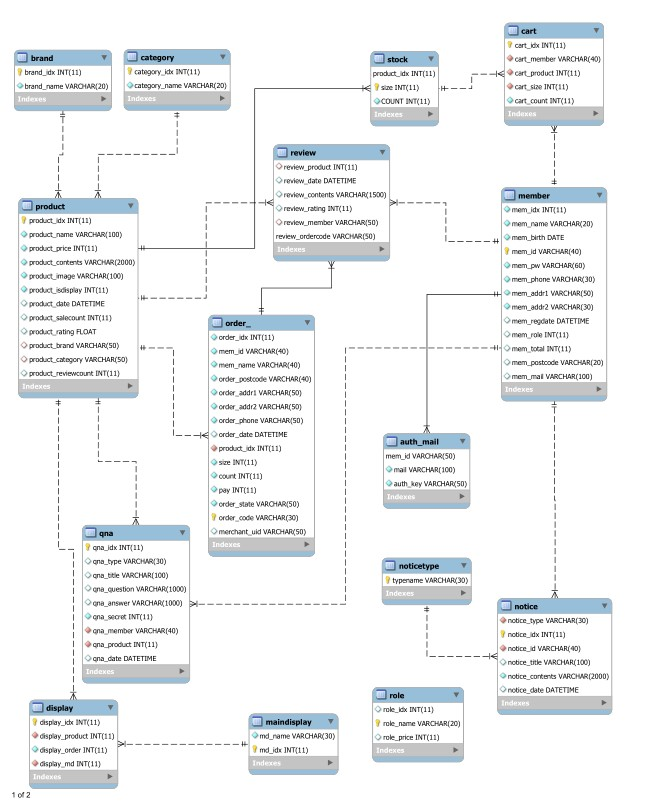 brand
brand_idx INT(11)
brand_name VARCHAR(20)
Indexes
category
category_idx INT(11)
category_name VARCHAR(20)
Indexes
stock
product_idx INT(11)
size INT(11)
COUNT INT(11)
Indexes
cart
cart_idx INT(11)
cart_member VARCHAR(40)
cart_product INT(11)
cart_size INT(11)
cart_count INT(11)
Indexes
review
review_product INT(11)
review_date DATETIME
review_contents VARCHAR(1500)
review_rating INT(11)
review_member VARCHAR(50)
review_ordercode VARCHAR(50)
Indexes
product
product_idx INT(11)
product_name VARCHAR(100)
product_price INT(11)
product_contents VARCHAR(2000)
product_image VARCHAR(100)
product_isdisplay INT(11)
product_date DATETIME
product_salecount INT(11)
product_rating FLOAT
product_brand VARCHAR(50)
product_category VARCHAR(50)
product_reviewcount INT(11)
Indexes
member
mem_idx INT(11)
mem_name VARCHAR(20)
mem_birth DATE
mem_id VARCHAR(40)
mem_pw VARCHAR(60)
mem_phone VARCHAR(30)
mem_addr1 VARCHAR(50)
mem_addr2 VARCHAR(30)
mem_regdate DATETIME
mem_role INT(11)
mem_total INT(11)
mem_postcode VARCHAR(20)
mem_mail VARCHAR(100)
Indexes
order_
order_idx INT(11)
mem_id VARCHAR(40)
mem_name VARCHAR(40)
order_postcode VARCHAR(40)
order_addr1 VARCHAR(50)
order_addr2 VARCHAR(50)
order_phone VARCHAR(50)
order_date DATETIME
product_idx INT(11)
size INT(11)
count INT(11)
pay INT(11)
order_state VARCHAR(50)
order_code VARCHAR(30)
merchant_uid VARCHAR(50)
Indexes
auth_mail
mem_id VARCHAR(50)
mail VARCHAR(100)
auth_key VARCHAR(50)
Indexes
qna
qna_idx INT(11)
qna_type VARCHAR(30)
qna_title VARCHAR(100)
qna_question VARCHAR(1000)
qna_answer VARCHAR(1000)
qna_secret INT(11)
qna_member VARCHAR(40)
qna_product INT(11)
qna_date DATETIME
Indexes
noticetype
typename VARCHAR(30)
Indexes
notice
notice_type VARCHAR(30)
notice_idx INT(11)
notice_id VARCHAR(40)
notice_title VARCHAR(100)
notice_contents VARCHAR(2000)
notice_date DATETIME
Indexes
display
display_idx INT(11)
display_product INT(11)
display_order INT(11)
display_md INT(11)
Indexes
maindisplay
md_name VARCHAR(30)
md_idx INT(11)
Indexes
role
role_idx INT(11)
role_name VARCHAR(20)
role_price INT(11)
Indexes
1 of 2